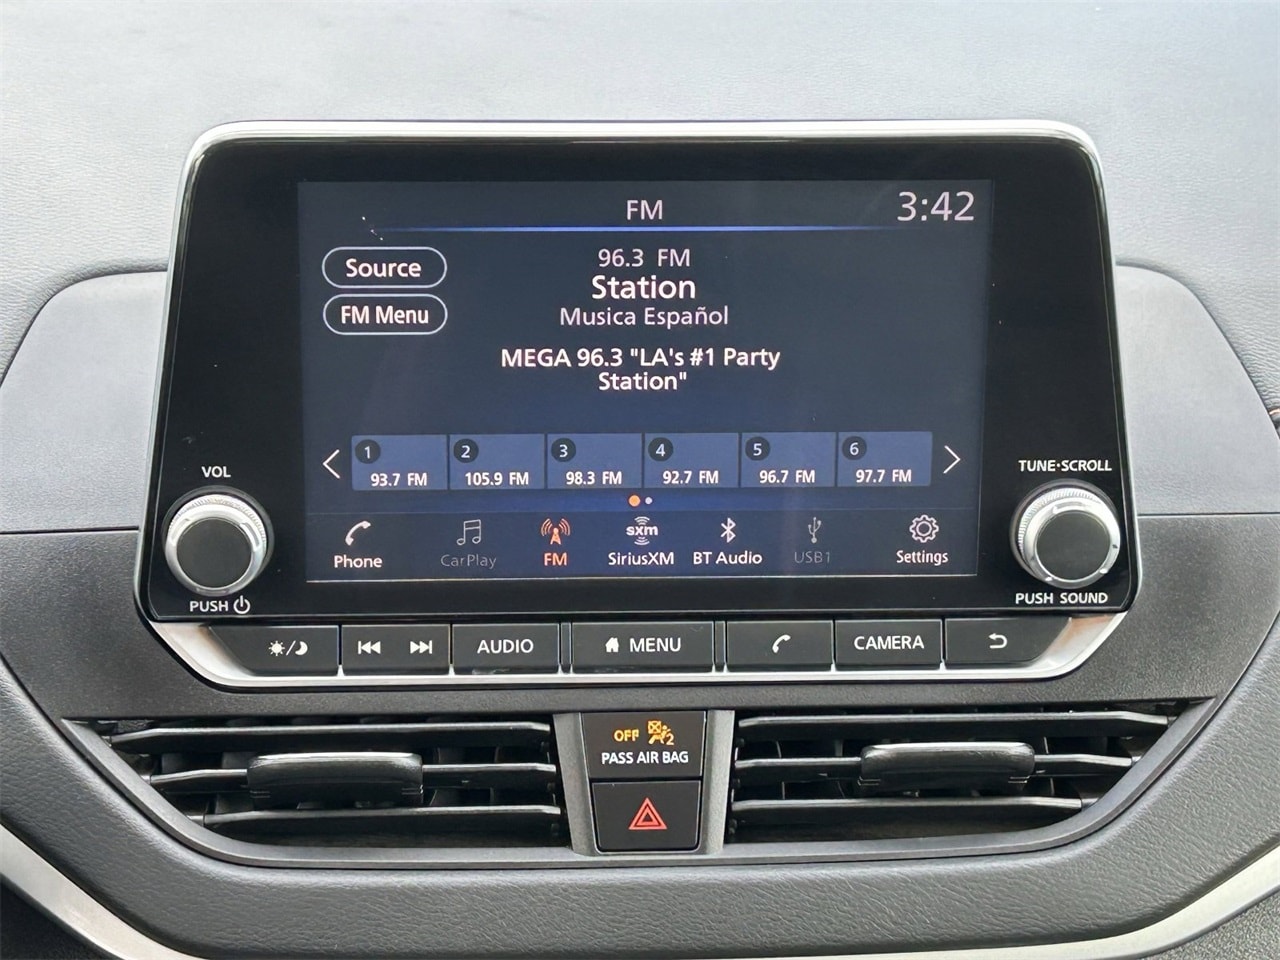 FM
3:42
Source
FM Menu
96.3 FM
Station
Musica Español
MEGA 96.3 "LA's #1 Party
Station"
1
93.7 FM
2
105.9 FM
3
98.3 FM
4
92.7 FM
5
96.7 FM
6
97.7 FM
Phone
CarPlay
FM
sxm
SiriusXM
BT Audio
USB1
Settings
VOL
PUSH
TUNE·SCROLL
PUSH SOUND
AUDIO
MENU
CAMERA
OFF
2
PASS AIR BAG